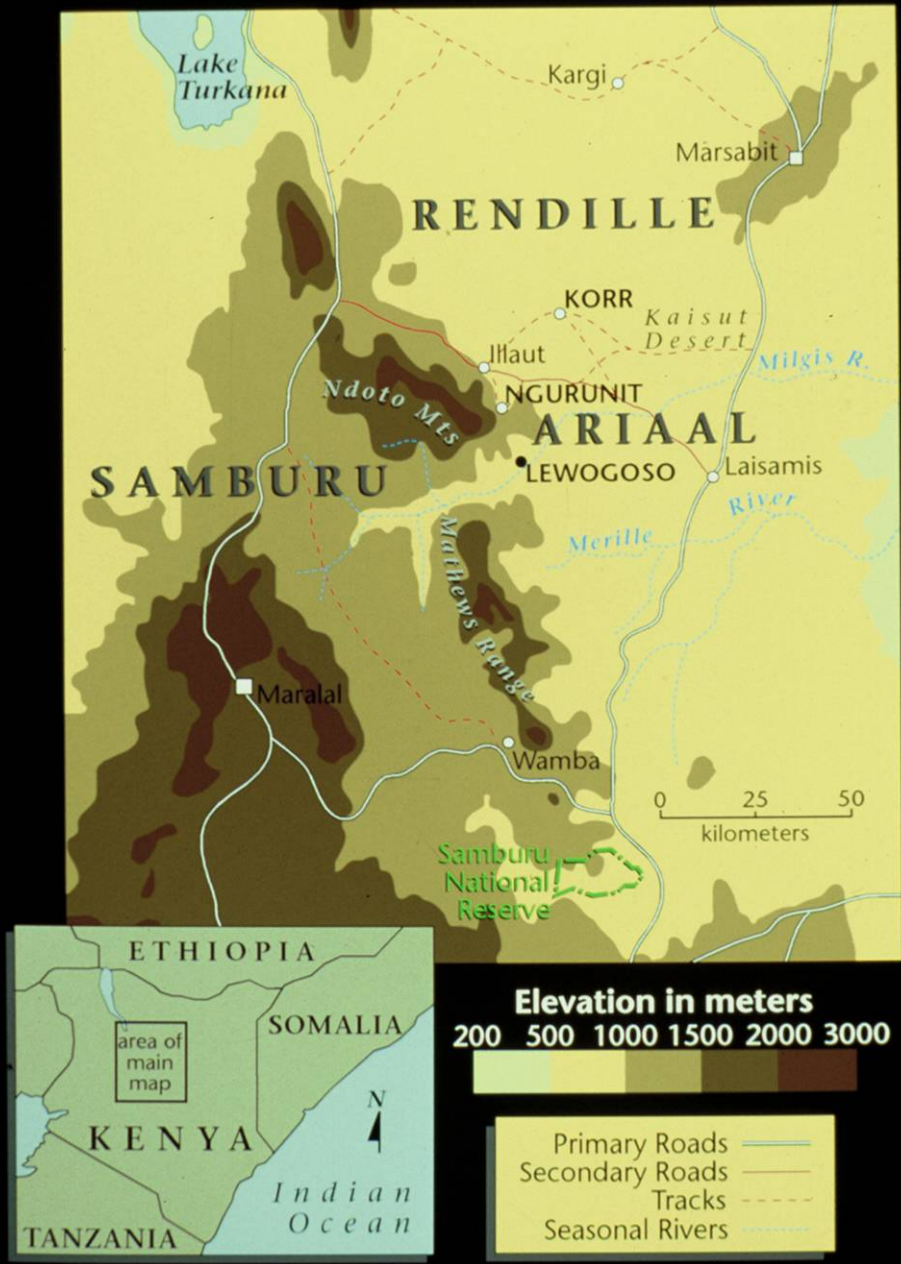 Lake
Turkana
Kargi
Marsabit
RENDILLE
KORR
Kaisut
Desert
Illaut
Milgis R.
Ndoto Mts
NGURUNIT
ARIAAL
SAMBURU
LEWOGOSO
Laisamis
Merille River
Mathews Range
Maralal
Wamba
0 25 50
kilometers
Samburu
National
Reserve
ETHIOPIA
SOMALIA
area of
main
map
N
KENYA
Indian
Ocean
TANZANIA
Elevation in meters
200 500 1000 1500 2000 3000
Primary Roads
Secondary Roads
Tracks
Seasonal Rivers